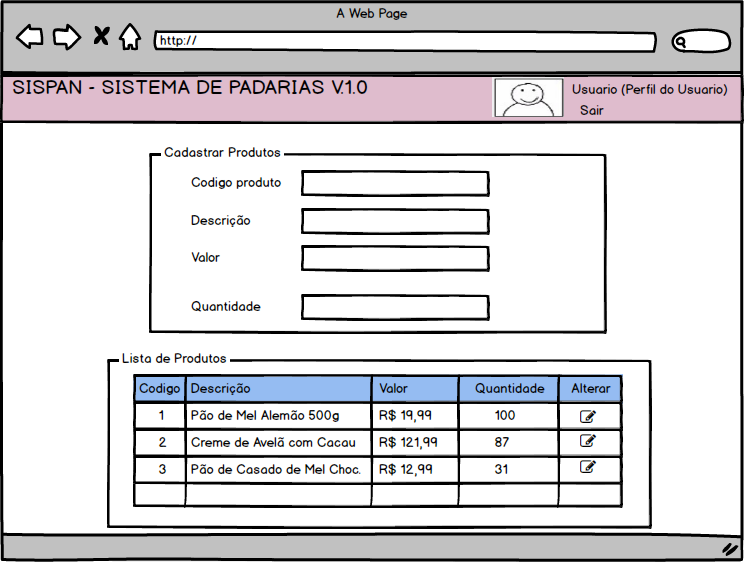 A Web Page
http://
SISPAN - SISTEMA DE PADARIAS V.1.0
Usuario (Perfil do Usuario)
Sair
Cadastrar Produtos
Codigo produto
Descrição
Valor
Quantidade
Lista de Produtos
Codigo Descrição Valor Quantidade Alterar
1 Pão de Mel Alemão 500g R$ 19,99 100
2 Creme de Avelã com Cacau R$ 121,99 87
3 Pão de Casado de Mel Choc. R$ 12,99 31